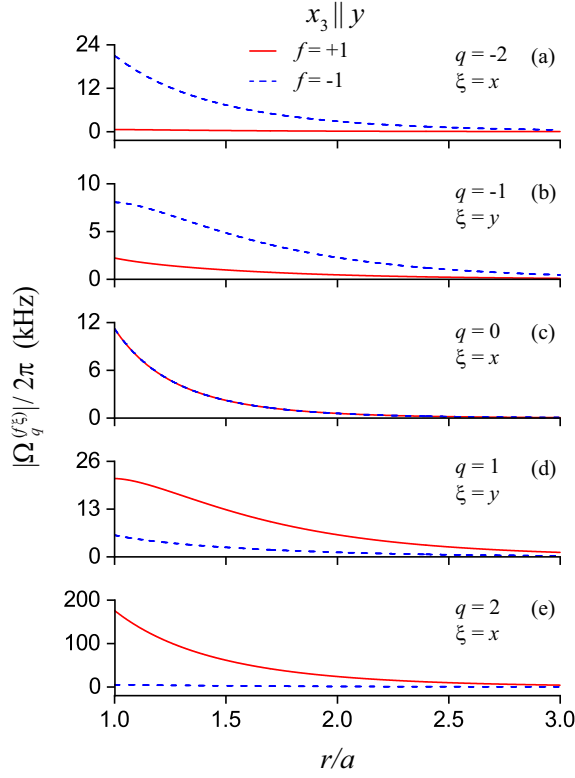 x₃ || y
f = +1
f = -1
24
12
0
q = -2 (a)
ξ = x
10
5
0
q = -1 (b)
ξ = y
12
6
0
q = 0 (c)
ξ = x
26
13
0
q = 1 (d)
ξ = y
200
100
0
q = 2 (e)
ξ = x
1.0 1.5 2.0 2.5 3.0
r/a
|Ω_q^(fξ)| / 2π (kHz)